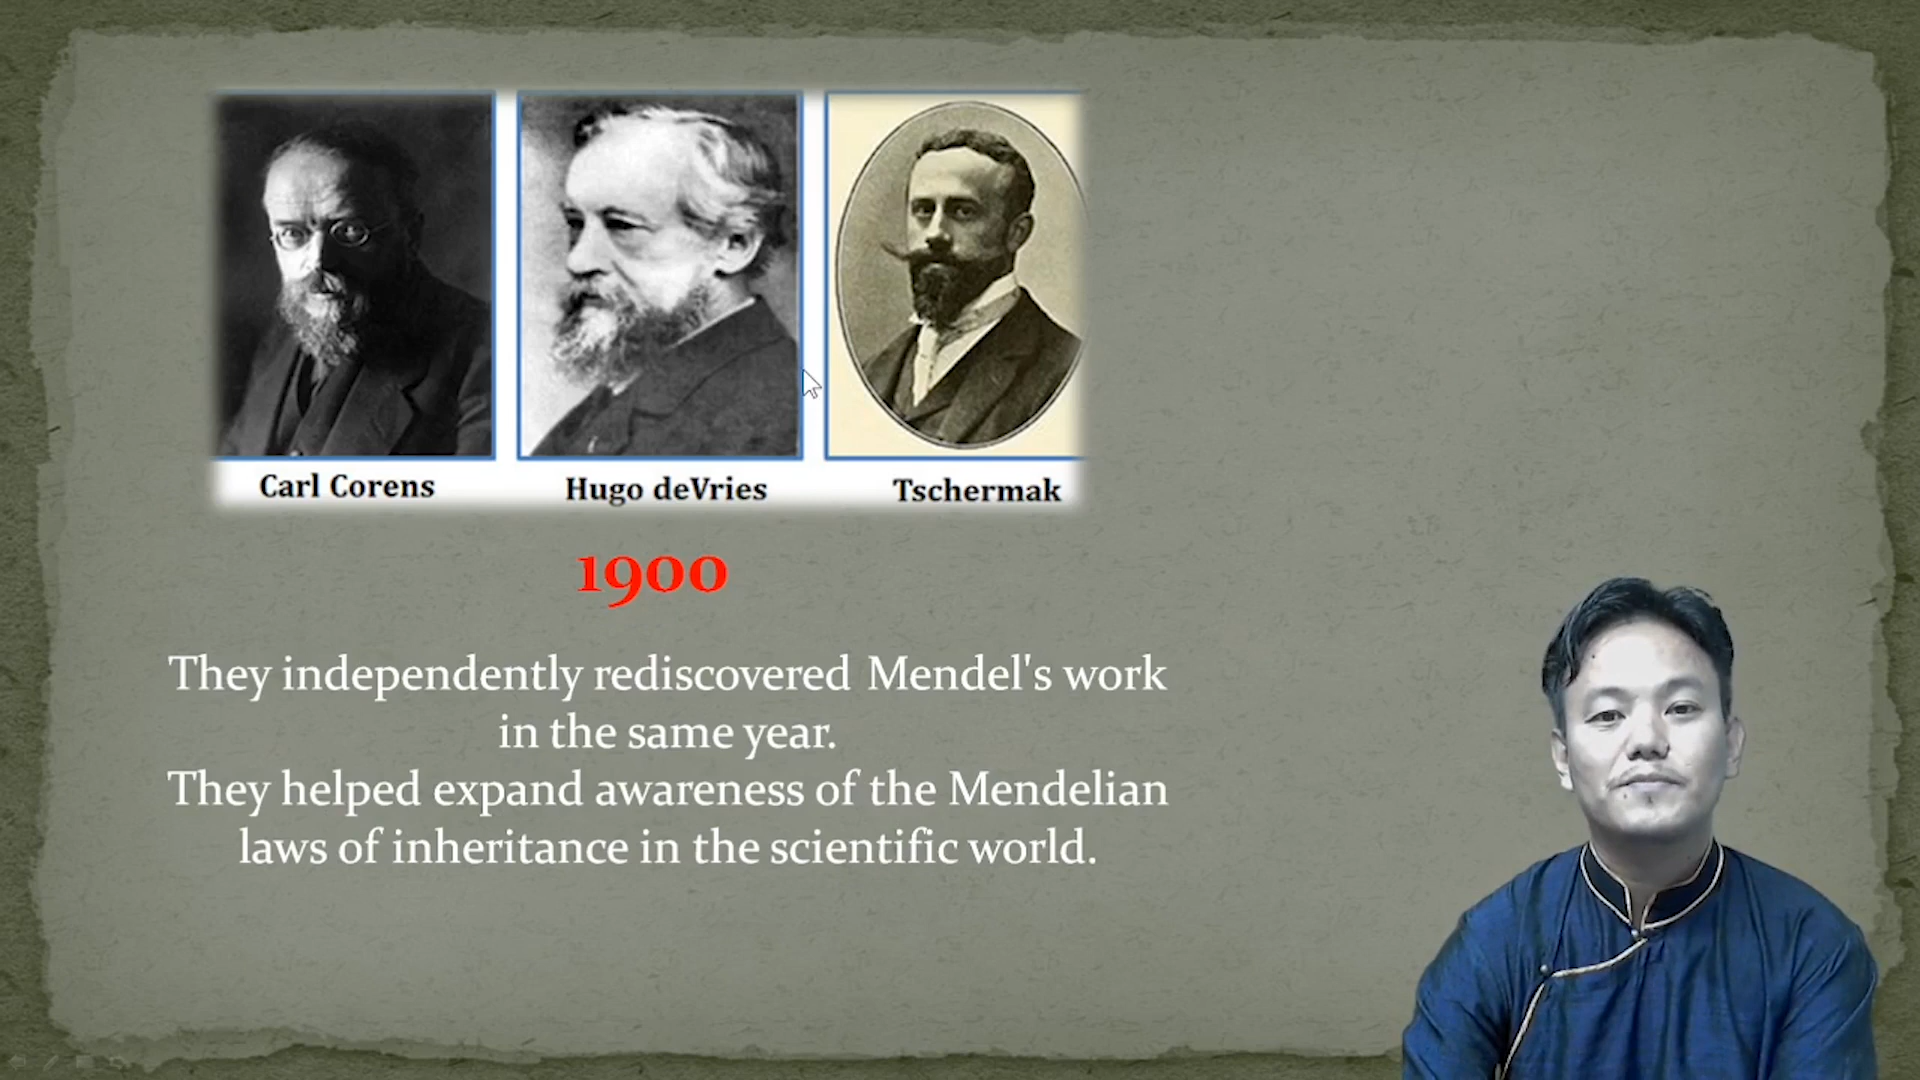 Carl Corens
Hugo deVries
Tschermak
1900
They independently rediscovered Mendel's work
in the same year.
They helped expand awareness of the Mendelian
laws of inheritance in the scientific world.